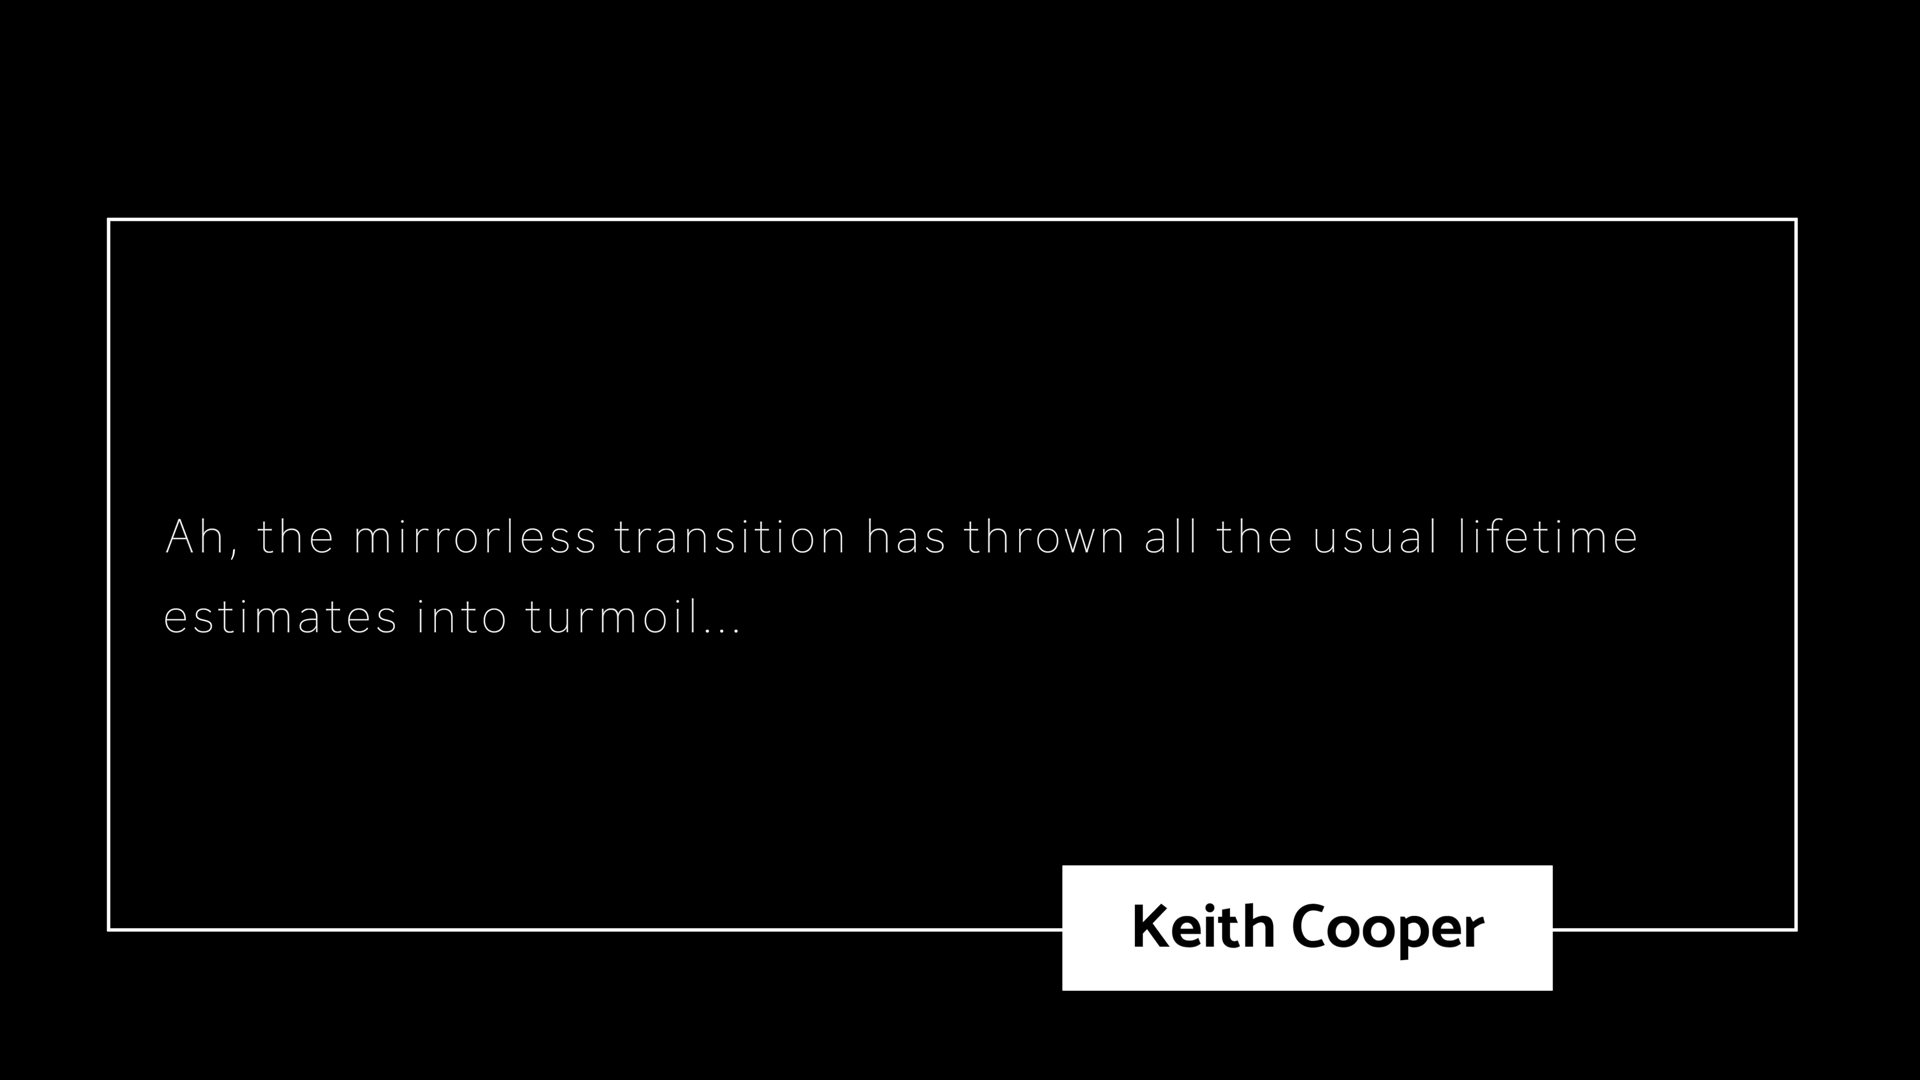 Ah, the mirrorless transition has thrown all the usual lifetime
estimates into turmoil...
Keith Cooper